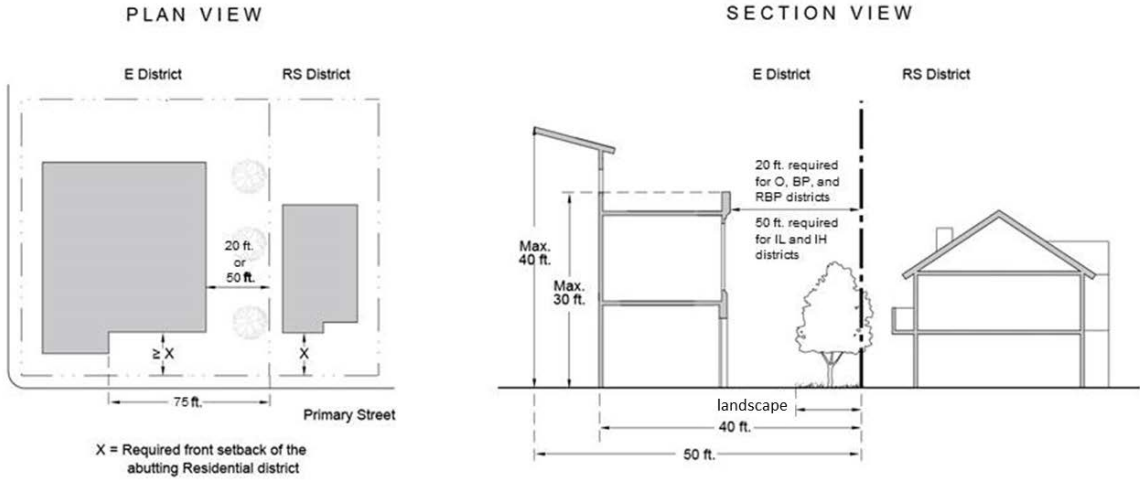 PLAN VIEW
E District
RS District
20 ft.
or
50 ft.
≥ X
X
75 ft.
Primary Street
X = Required front setback of the
abutting Residential district
SECTION VIEW
E District
RS District
20 ft. required
for O, BP, and
RBP districts
50 ft. required
for IL and IH
districts
Max.
40 ft.
Max.
30 ft.
landscape
40 ft.
50 ft.